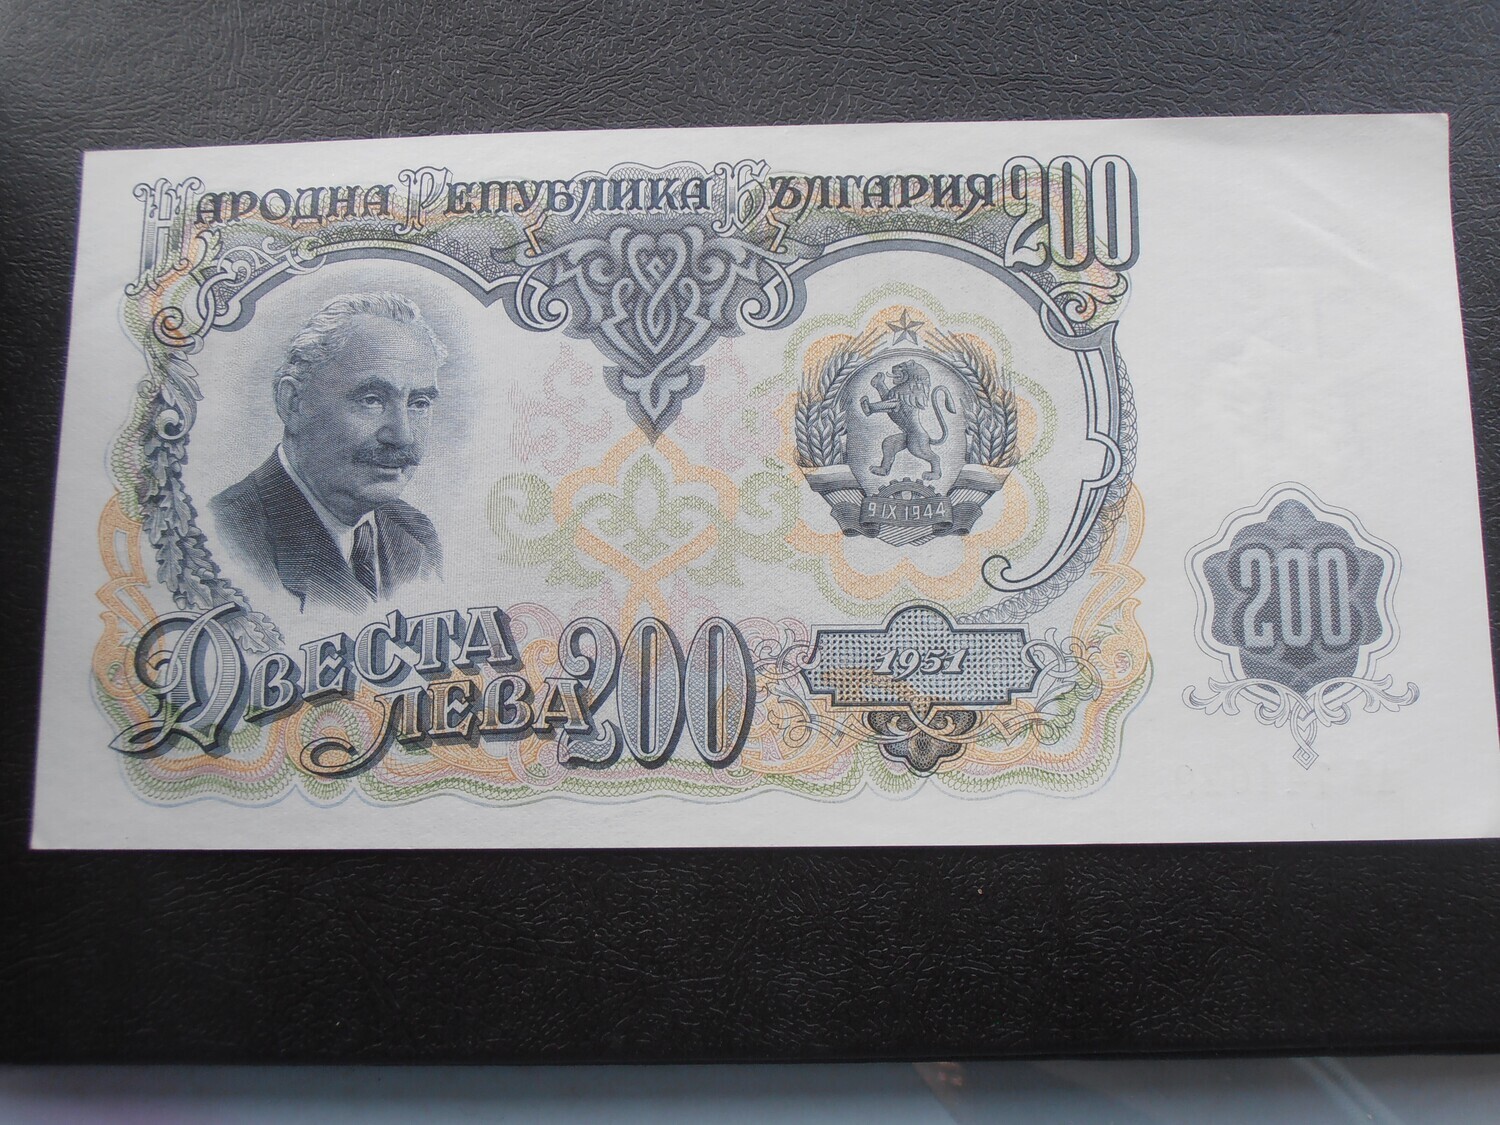 Народна Република България 200
9 IX 1944
200
Двеста
Лева 200
1951